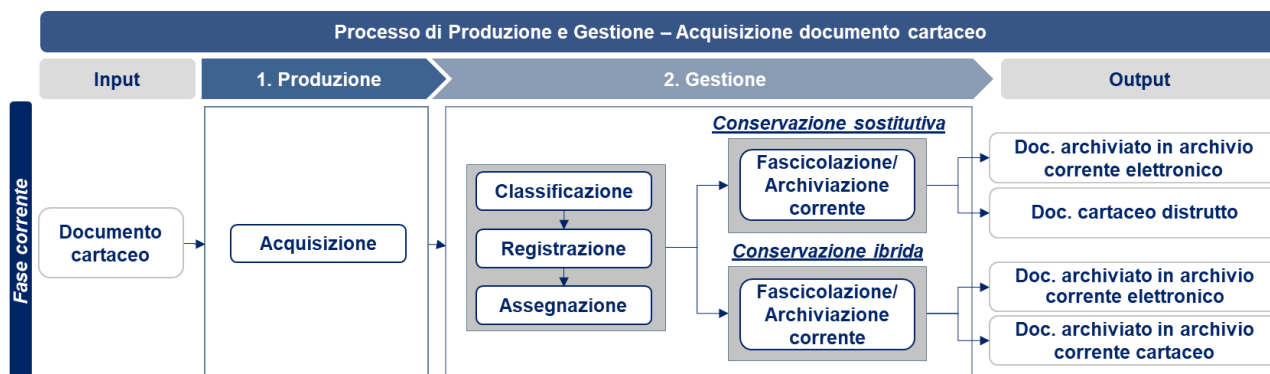 Processo di Produzione e Gestione – Acquisizione documento cartaceo
Input
1. Produzione
2. Gestione
Output
Fase corrente
Documento
cartaceo
Acquisizione
Classificazione
Registrazione
Assegnazione
Conservazione sostitutiva
Fascicolazione/
Archiviazione
corrente
Conservazione ibrida
Fascicolazione/
Archiviazione
corrente
Doc. archiviato in archivio
corrente elettronico
Doc. cartaceo distrutto
Doc. archiviato in archivio
corrente elettronico
Doc. archiviato in archivio
corrente cartaceo